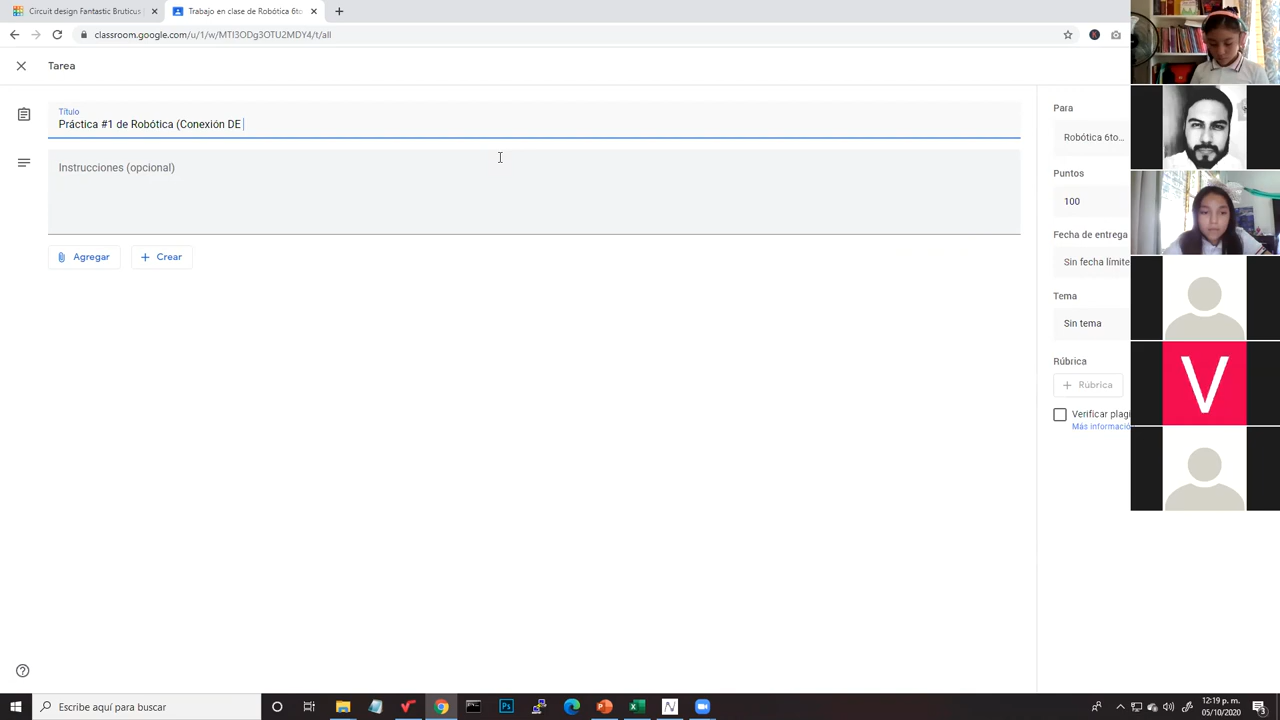 Circuit design Fantastic Bruticus
Trabajo en clase de Robótica 6to
classroom.google.com/u/1/w/MTI3ODg3OTU2MDY4/t/all
Tarea
Título
Práctica #1 de Robótica (Conexión DE
Instrucciones (opcional)
Agregar
Crear
Para
Robótica 6to...
Puntos
100
Fecha de entrega
Sin fecha límite
Tema
Sin tema
Rúbrica
Rúbrica
Verificar plagi
Más informació
V
Escribe aquí para buscar
12:19 p. m.
05/10/2020